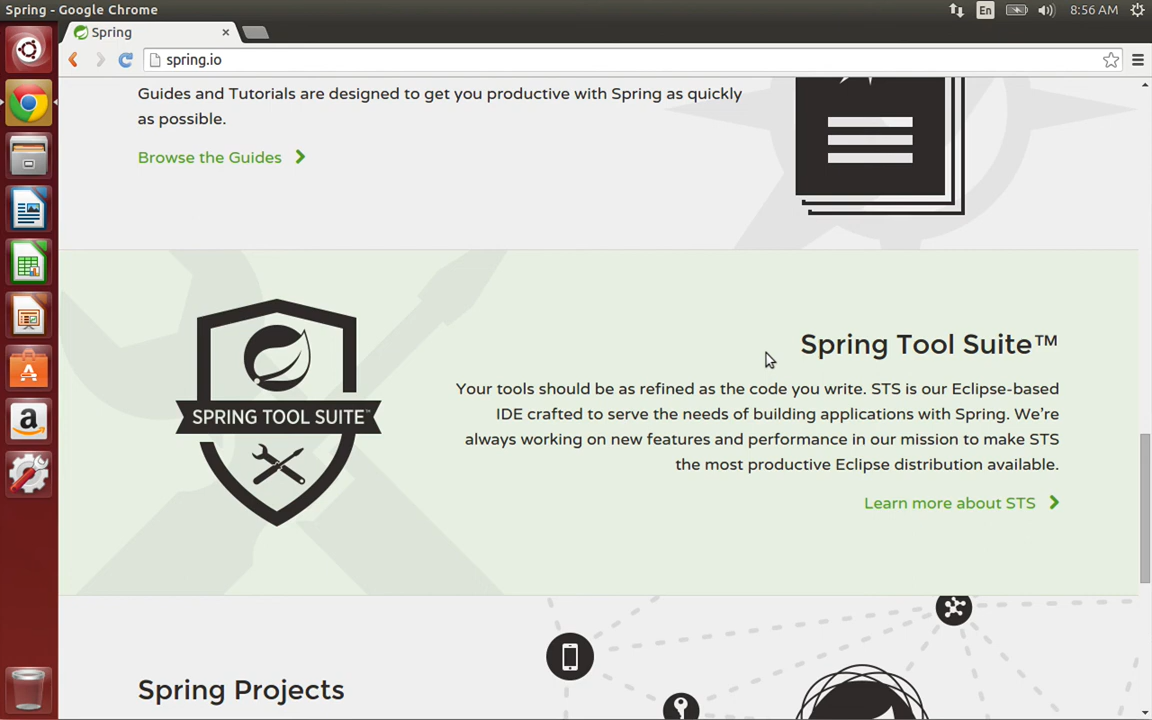 Spring - Google Chrome
En
8:56 AM
Spring
spring.io
Guides and Tutorials are designed to get you productive with Spring as quickly
as possible.
Browse the Guides
SPRING TOOL SUITE™
Spring Tool Suite™
Your tools should be as refined as the code you write. STS is our Eclipse-based
IDE crafted to serve the needs of building applications with Spring. We're
always working on new features and performance in our mission to make STS
the most productive Eclipse distribution available.
Learn more about STS
Spring Projects